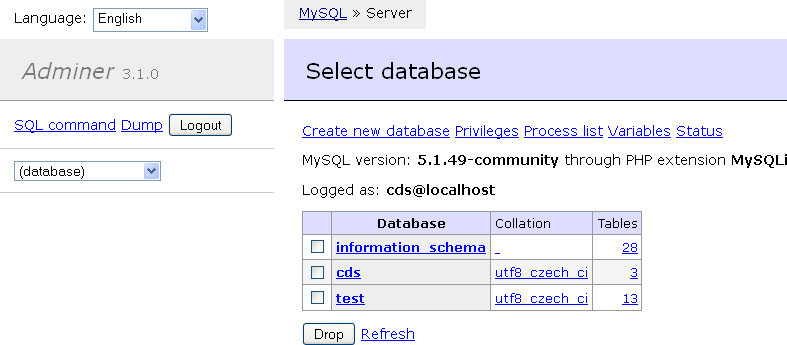 Language: English
MySQL » Server
Adminer 3.1.0
Select database
SQL command Dump Logout
(database)
Create new database Privileges Process list Variables Status
MySQL version: 5.1.49-community through PHP extension MySQLi
Logged as: cds@localhost
Database Collation Tables
information_schema 28
cds utf8_czech_ci 3
test utf8_czech_ci 13
Drop Refresh